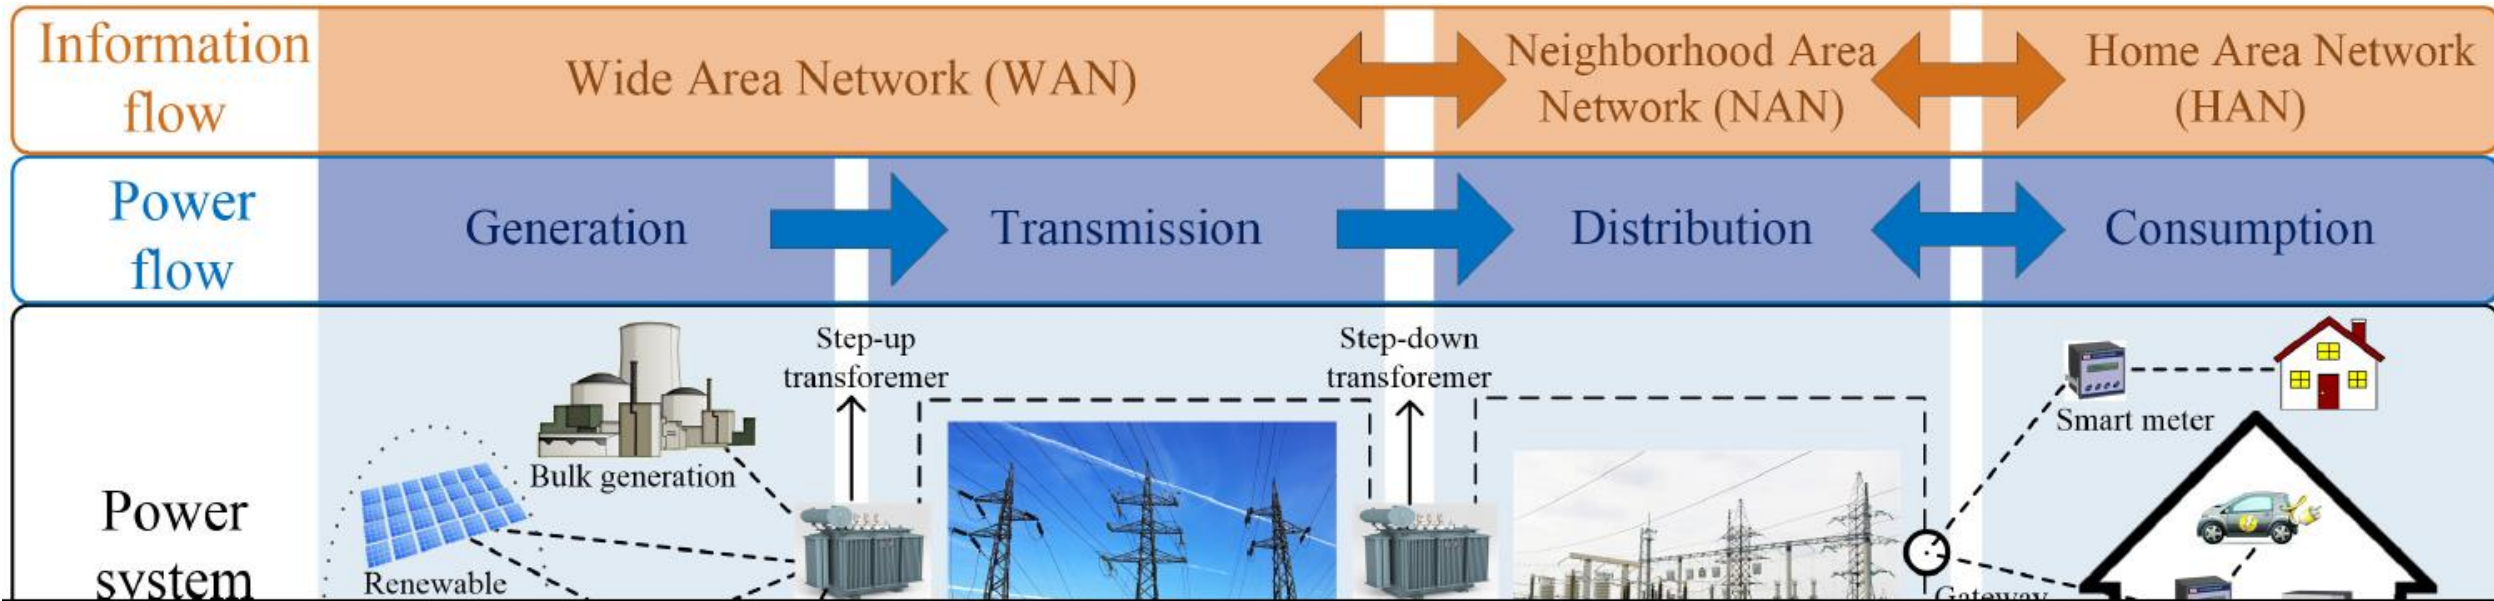 Information
flow
Wide Area Network (WAN)
Neighborhood Area
Network (NAN)
Home Area Network
(HAN)
Power
flow
Generation
Transmission
Distribution
Consumption
Step-up
transforemer
Step-down
transforemer
Smart meter
Bulk generation
Power
system
Renewable
Gateway